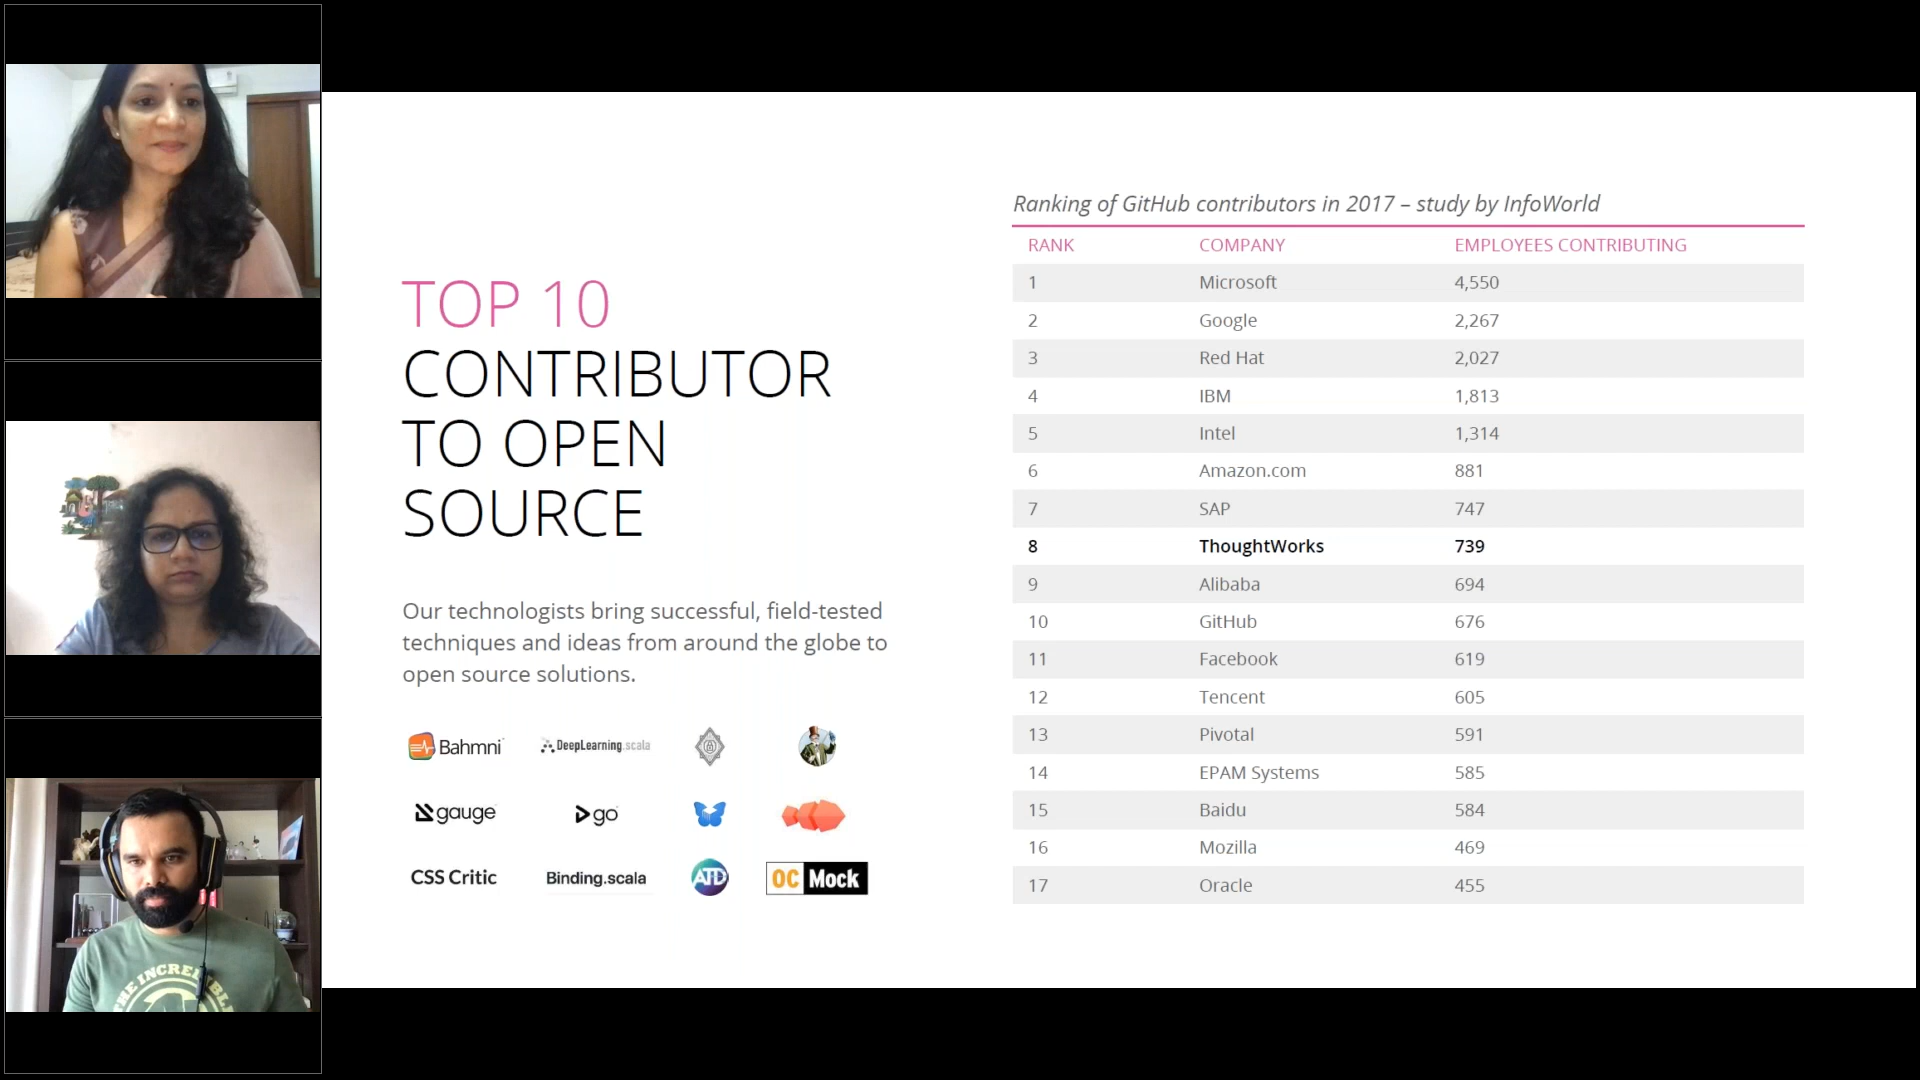 TOP 10
CONTRIBUTOR
TO OPEN
SOURCE
Our technologists bring successful, field-tested
techniques and ideas from around the globe to
open source solutions.
Bahmni
DeepLearning.scala
gauge
go
CSS Critic
Binding.scala
ATD
OC Mock
Ranking of GitHub contributors in 2017 – study by InfoWorld
RANK COMPANY EMPLOYEES CONTRIBUTING
1 Microsoft 4,550
2 Google 2,267
3 Red Hat 2,027
4 IBM 1,813
5 Intel 1,314
6 Amazon.com 881
7 SAP 747
8 ThoughtWorks 739
9 Alibaba 694
10 GitHub 676
11 Facebook 619
12 Tencent 605
13 Pivotal 591
14 EPAM Systems 585
15 Baidu 584
16 Mozilla 469
17 Oracle 455